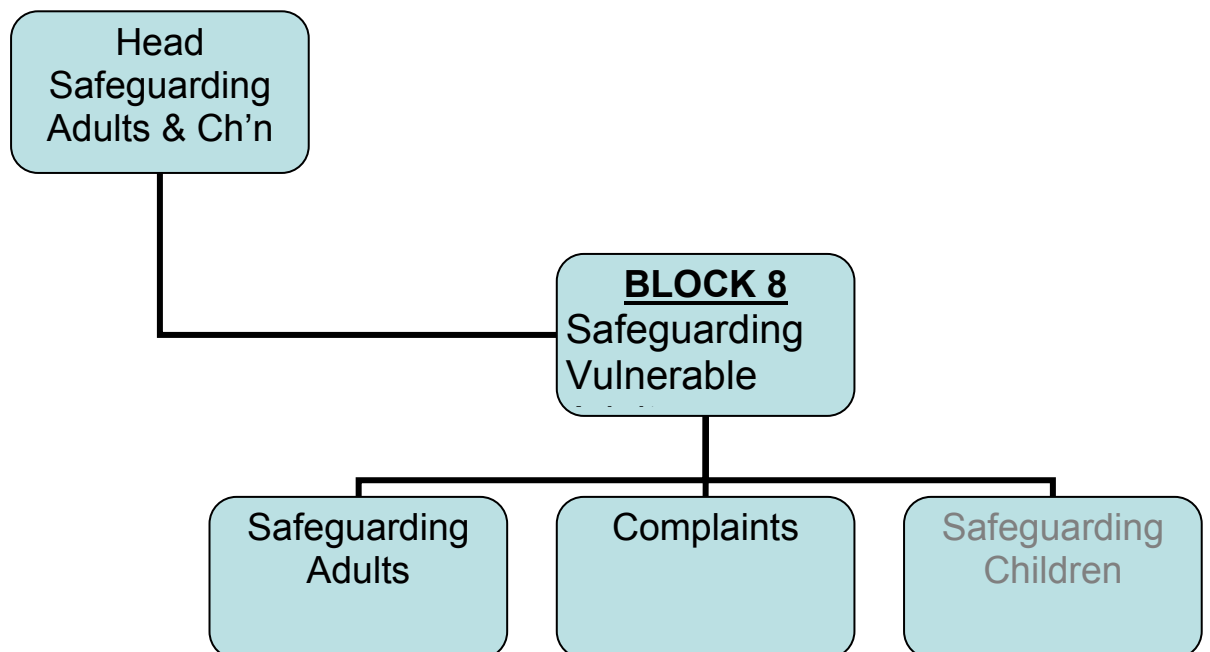 Head
Safeguarding
Adults & Ch’n
BLOCK 8
Safeguarding
Vulnerable
Safeguarding
Adults
Complaints
Safeguarding
Children